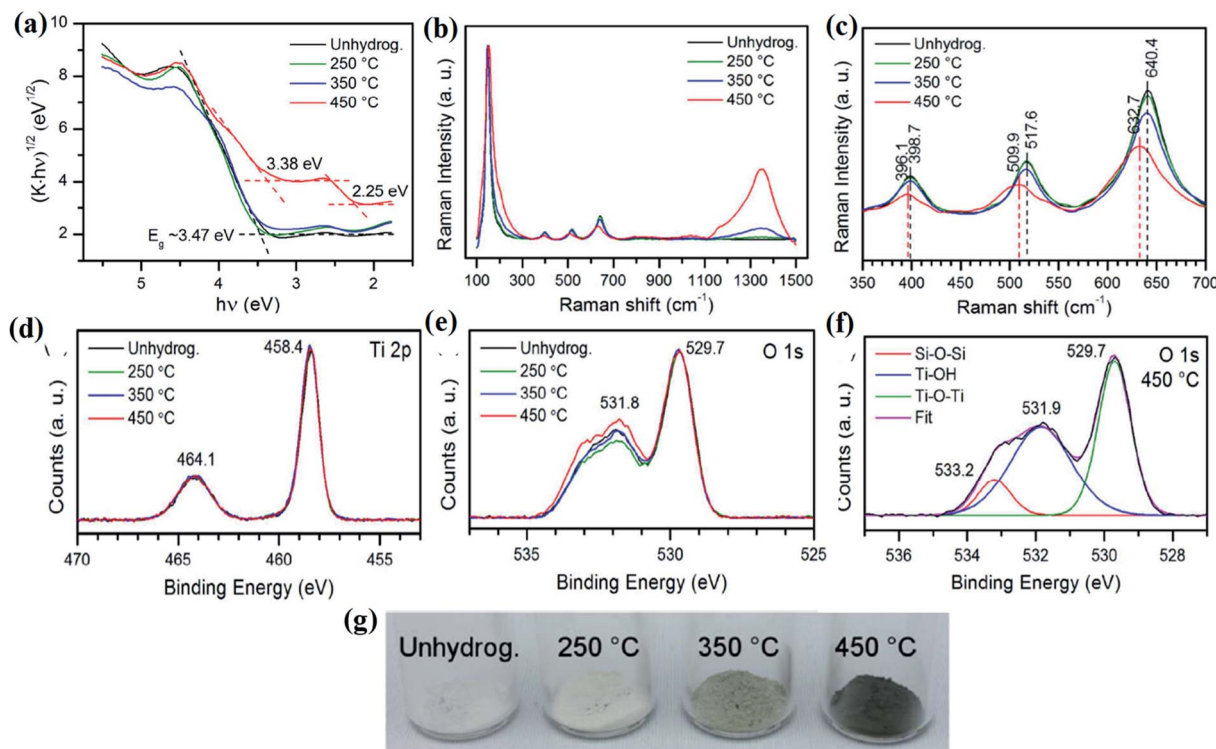 (a)
Unhydrog.
250 °C
350 °C
450 °C
3.38 eV
2.25 eV
E_g ~3.47 eV
(K·hν)^1/2 (eV^1/2)
10
8
6
4
2
5 4 3 2
hν (eV)
(b)
Unhydrog.
250 °C
350 °C
450 °C
Raman Intensity (a. u.)
100 300 500 700 900 1100 1300 1500
Raman shift (cm⁻¹)
(c)
Unhydrog.
250 °C
350 °C
450 °C
396.1
398.7
509.9
517.6
632.7
640.4
Raman Intensity (a. u.)
350 400 450 500 550 600 650 700
Raman shift (cm⁻¹)
(d)
Unhydrog.
250 °C
350 °C
450 °C
458.4
Ti 2p
464.1
Counts (a. u.)
470 465 460 455
Binding Energy (eV)
(e)
Unhydrog.
250 °C
350 °C
450 °C
O 1s
529.7
531.8
Counts (a. u.)
535 530 525
Binding Energy (eV)
(f)
Si-O-Si
Ti-OH
Ti-O-Ti
Fit
529.7
O 1s
450 °C
531.9
533.2
Counts (a. u.)
536 534 532 530 528
Binding Energy (eV)
(g)
Unhydrog. 250 °C 350 °C 450 °C